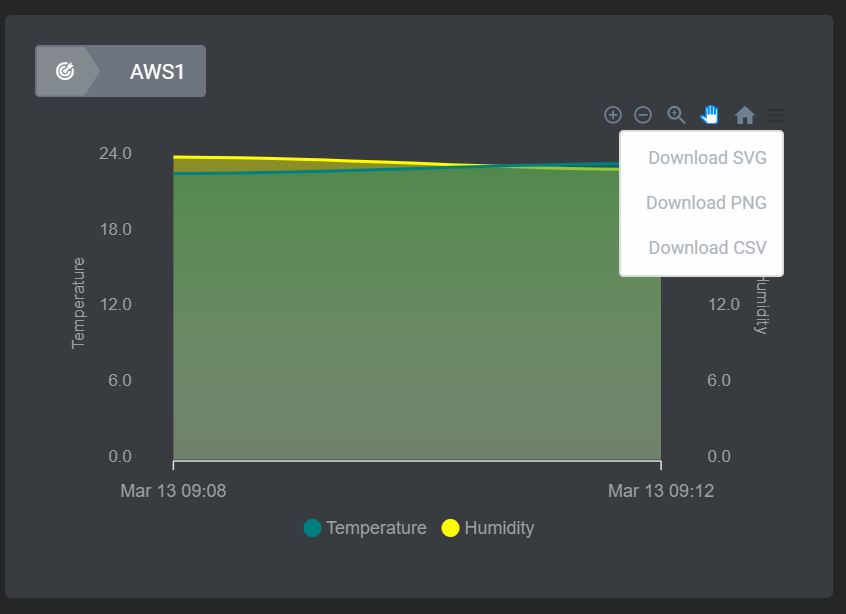 AWS1
Download SVG
Download PNG
Download CSV
24.0
18.0
12.0
6.0
0.0
Temperature
12.0
6.0
0.0
Humidity
Mar 13 09:08
Mar 13 09:12
Temperature
Humidity